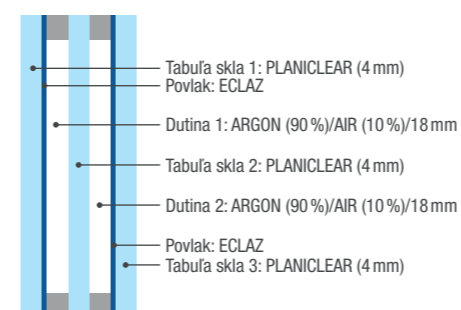 Tabuľa skla 1: PLANICLEAR (4 mm)
Povlak: ECLAZ
Dutina 1: ARGON (90 %)/AIR (10 %)/18 mm
Tabuľa skla 2: PLANICLEAR (4 mm)
Dutina 2: ARGON (90 %)/AIR (10 %)/18 mm
Povlak: ECLAZ
Tabuľa skla 3: PLANICLEAR (4 mm)